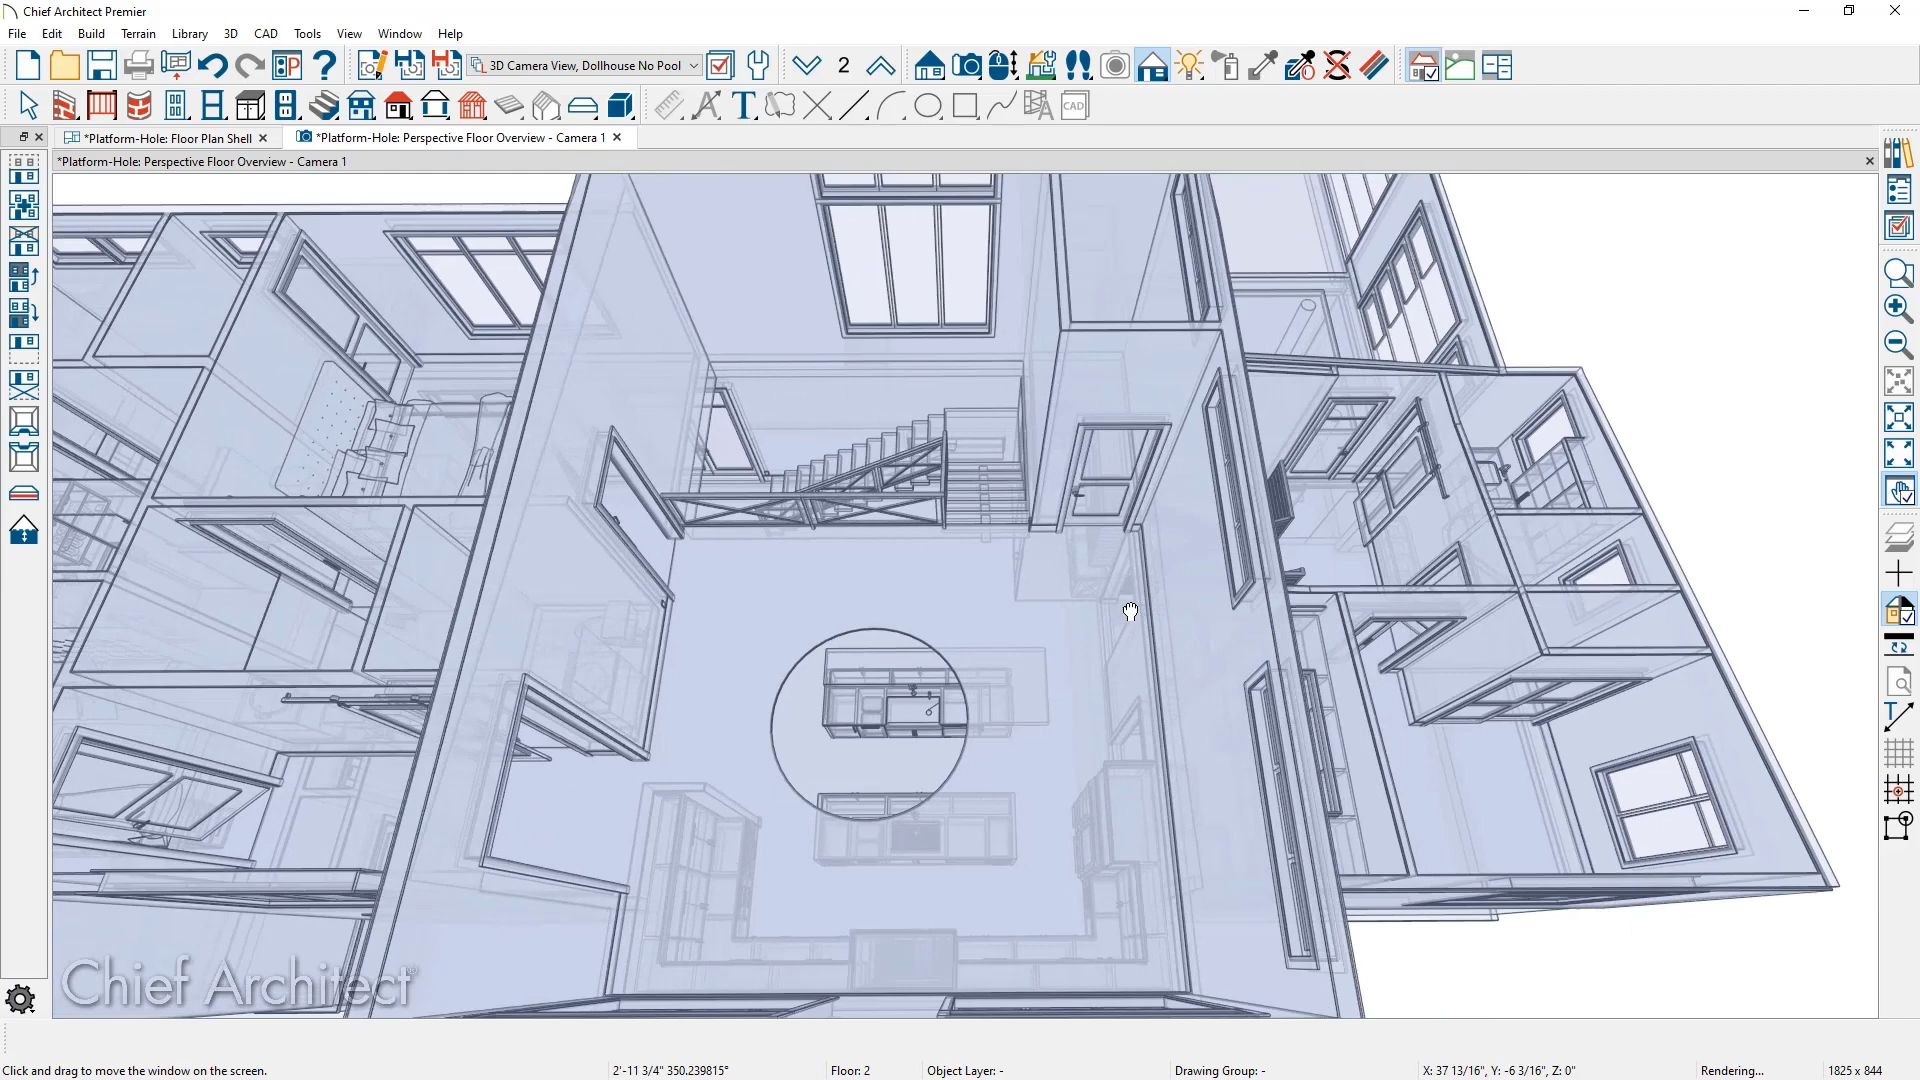 Chief Architect Premier
File Edit Build Terrain Library 3D CAD Tools View Window Help
3D Camera View, Dollhouse No Pool
2
CAD
*Platform-Hole: Floor Plan Shell
*Platform-Hole: Perspective Floor Overview - Camera 1
*Platform-Hole: Perspective Floor Overview - Camera 1
Chief Architect®
Click and drag to move the window on the screen. 2'-11 3/4" 350.239815° Floor: 2 Object Layer: - Drawing Group: - X: 37 13/16", Y: -6 3/16", Z: 0" Rendering... 1825 x 844